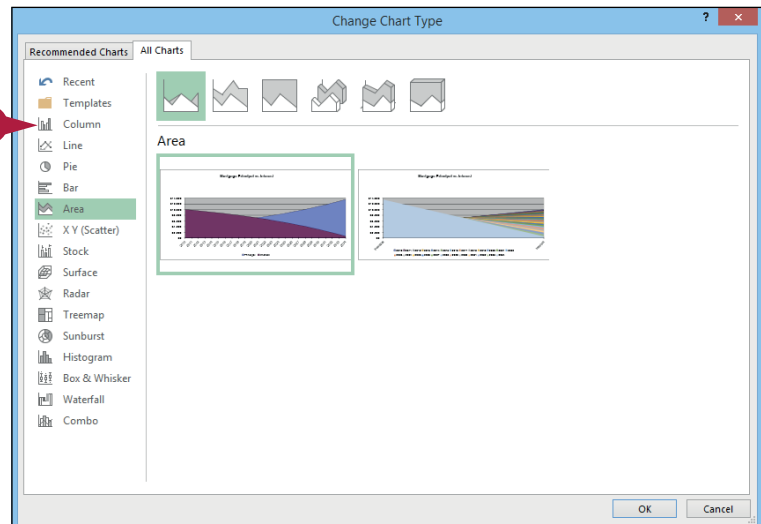 Change Chart Type
?
Recommended Charts
All Charts
Recent
Templates
Column
Line
Pie
Bar
Area
X Y (Scatter)
Stock
Surface
Radar
Treemap
Sunburst
Histogram
Box & Whisker
Waterfall
Combo
Area
OK
Cancel